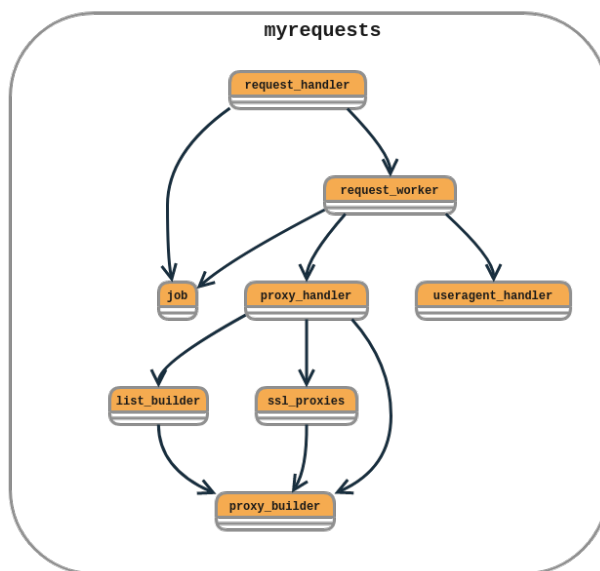 myrequests
request_handler
request_worker
job
proxy_handler
useragent_handler
list_builder
ssl_proxies
proxy_builder